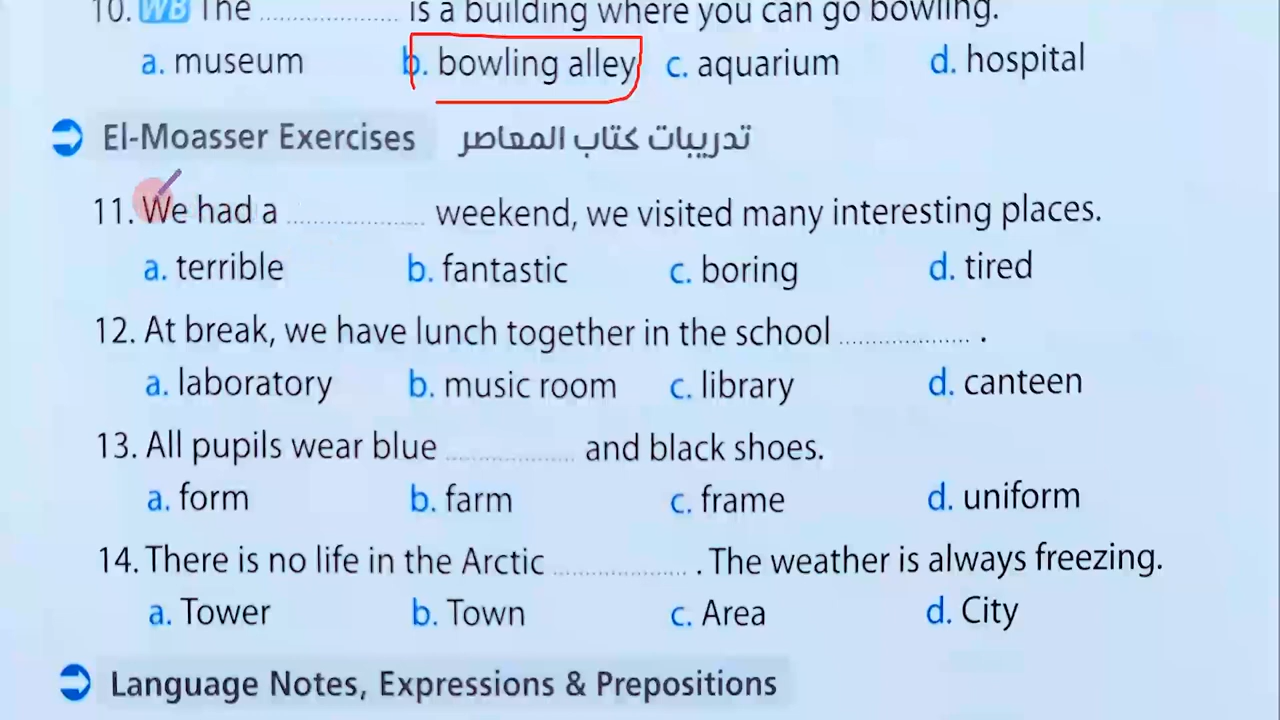 10. WB The .................. is a building where you can go bowling.
a. museum b. bowling alley c. aquarium d. hospital
El-Moasser Exercises تدريبات كتاب المعاصر
11. We had a .................. weekend, we visited many interesting places.
a. terrible b. fantastic c. boring d. tired
12. At break, we have lunch together in the school .................. .
a. laboratory b. music room c. library d. canteen
13. All pupils wear blue .................. and black shoes.
a. form b. farm c. frame d. uniform
14. There is no life in the Arctic .................. . The weather is always freezing.
a. Tower b. Town c. Area d. City
Language Notes, Expressions & Prepositions